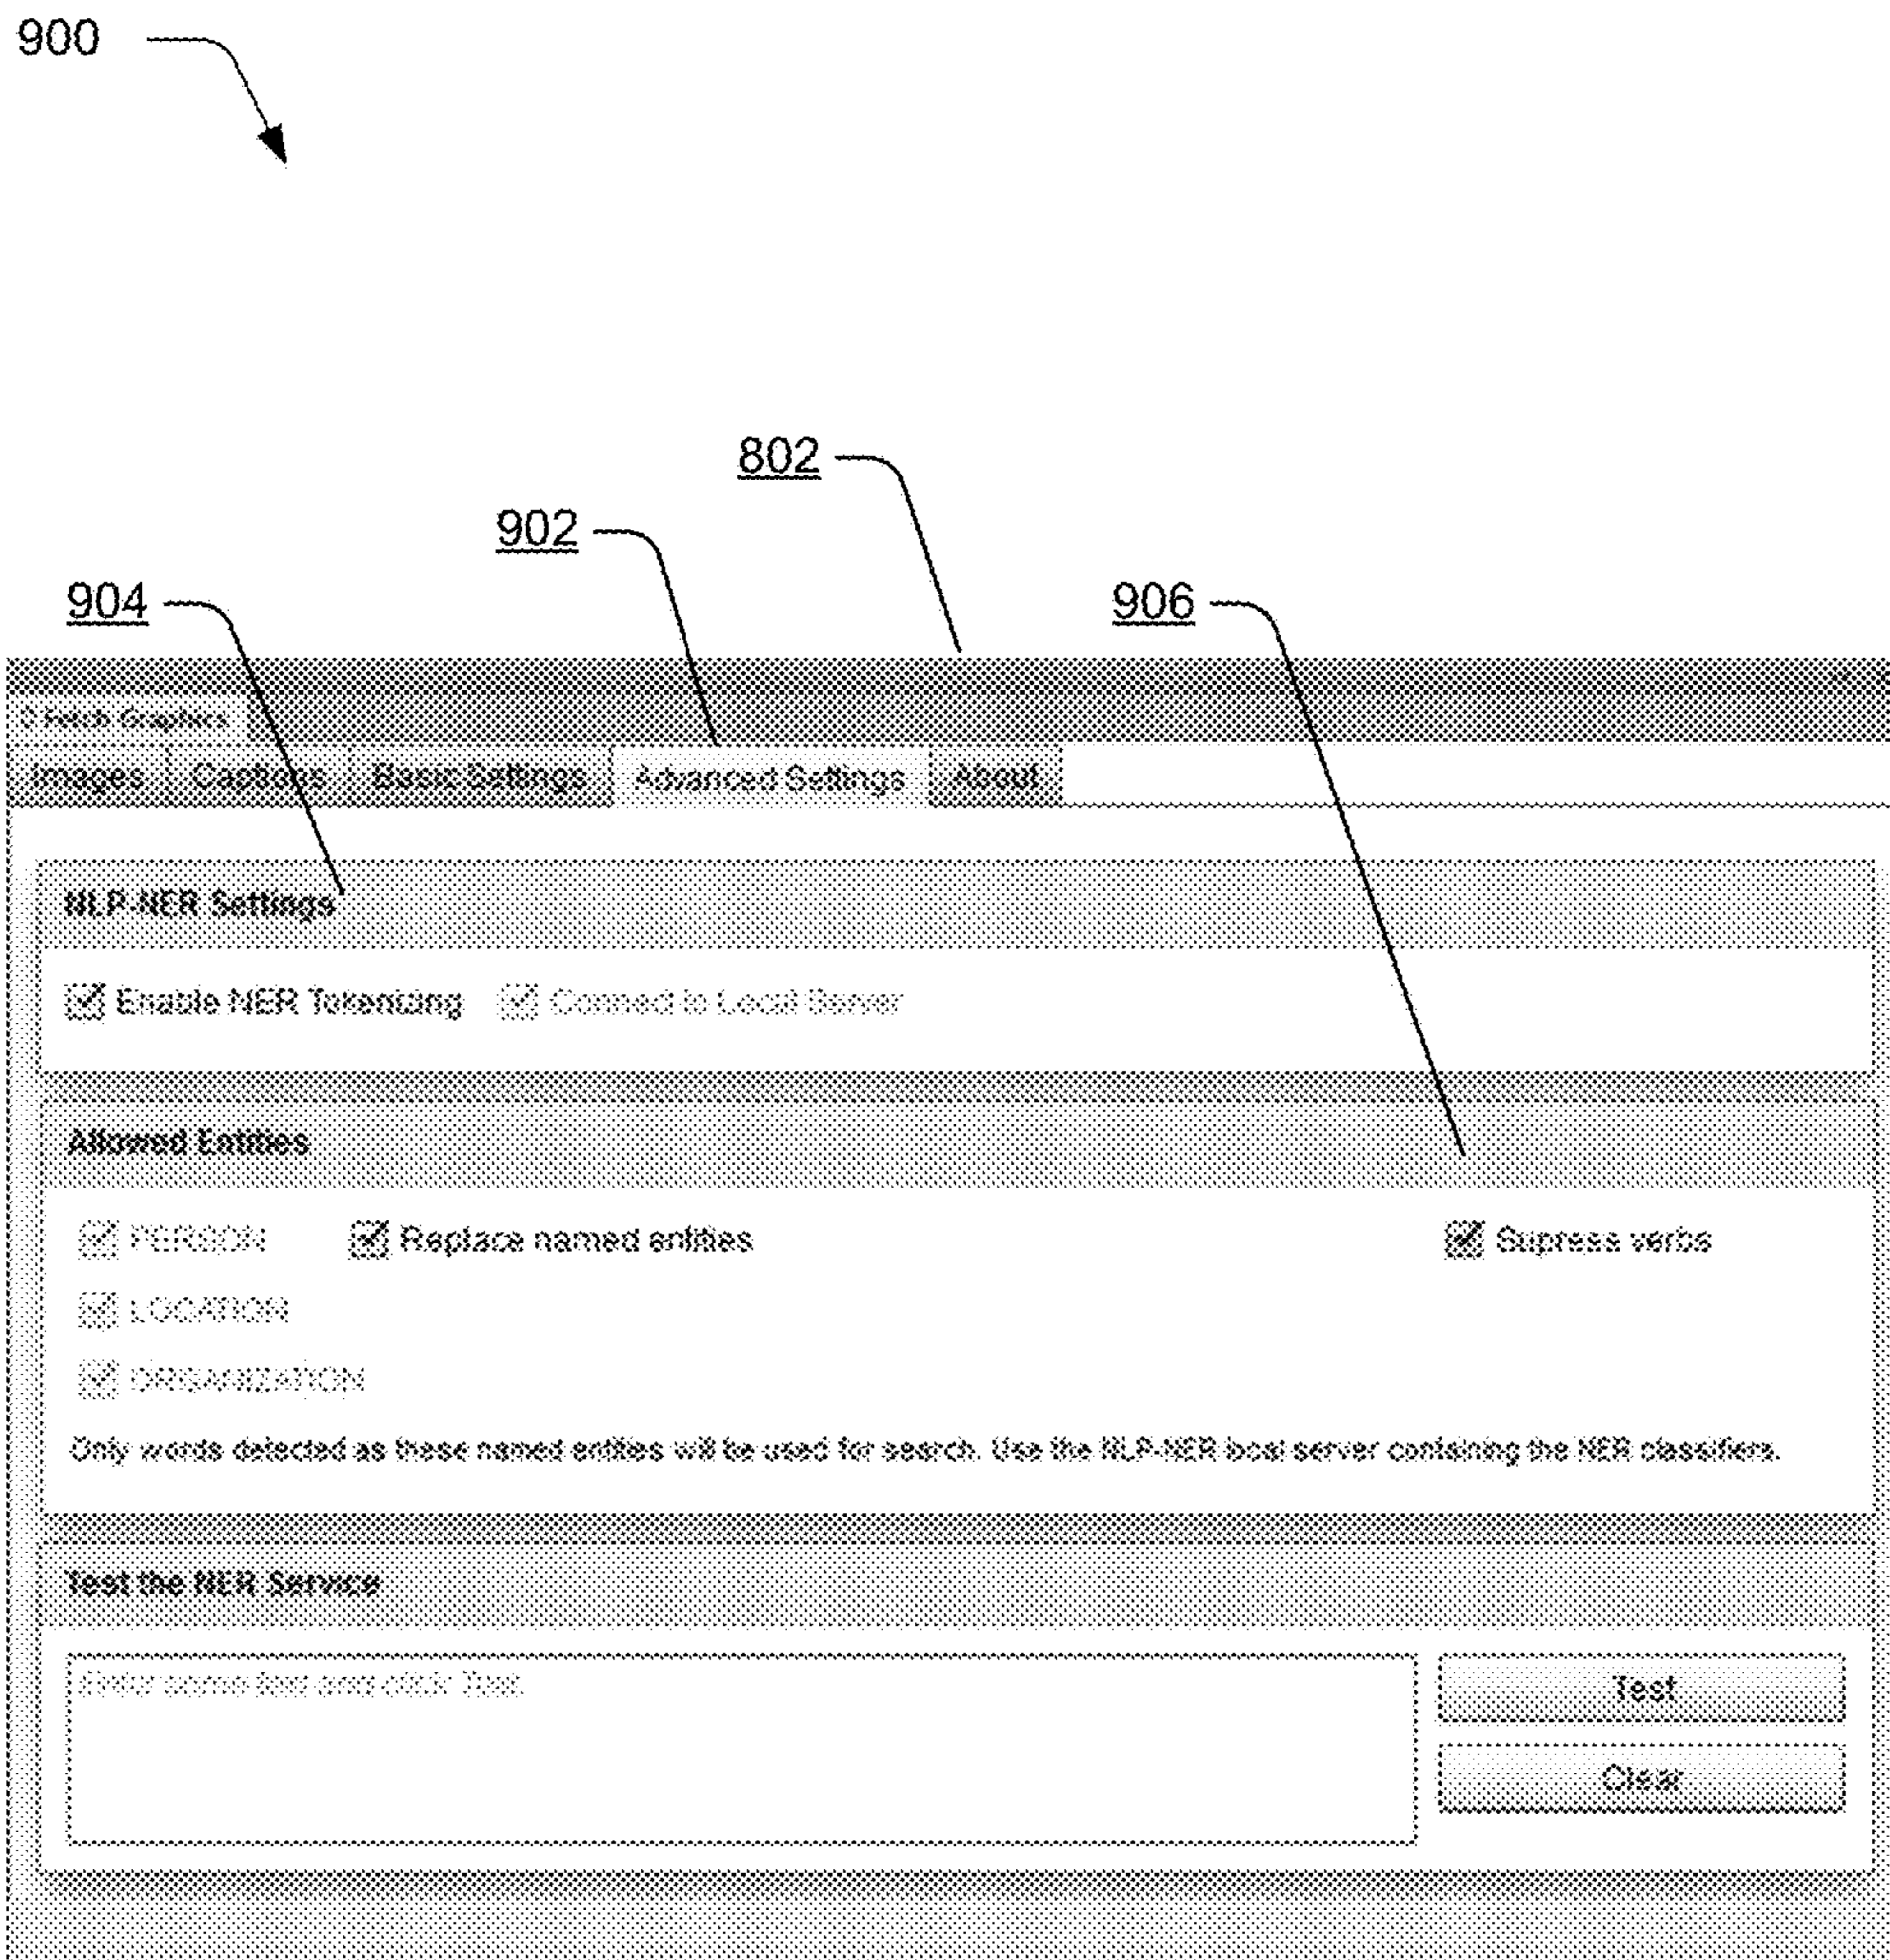 900
802
902
904
906
Fetch Graphics
Images Captions Basic Settings Advanced Settings About
NLP-NER Settings
Enable NER Tokenizing Connect to Local Server
Allowed Entities
PERSON Replace named entities Supress verbs
LOCATION
ORGANIZATION
Only words detected as these named entities will be used for search. Use the NLP-NER local server containing the NER classifiers.
Test the NER Service
Enter some text and click Test.
Test
Clear